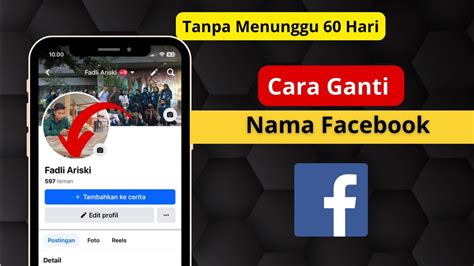 Tanpa Menunggu 60 Hari
Cara Ganti
Nama Facebook
10.00
Fadli Ariski
Fadli Ariski
597 teman
+ Tambahkan ke cerita
Edit profil
Postingan Foto Reels
Detail